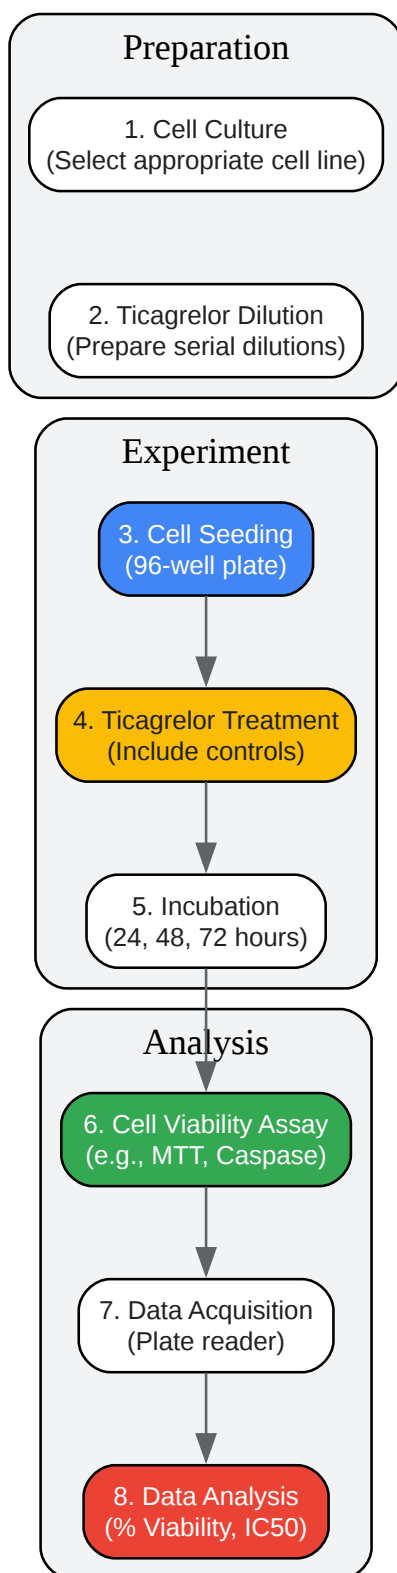 Preparation
1. Cell Culture
(Select appropriate cell line)
2. Ticagrelor Dilution
(Prepare serial dilutions)
Experiment
3. Cell Seeding
(96-well plate)
4. Ticagrelor Treatment
(Include controls)
5. Incubation
(24, 48, 72 hours)
Analysis
6. Cell Viability Assay
(e.g., MTT, Caspase)
7. Data Acquisition
(Plate reader)
8. Data Analysis
(% Viability, IC50)